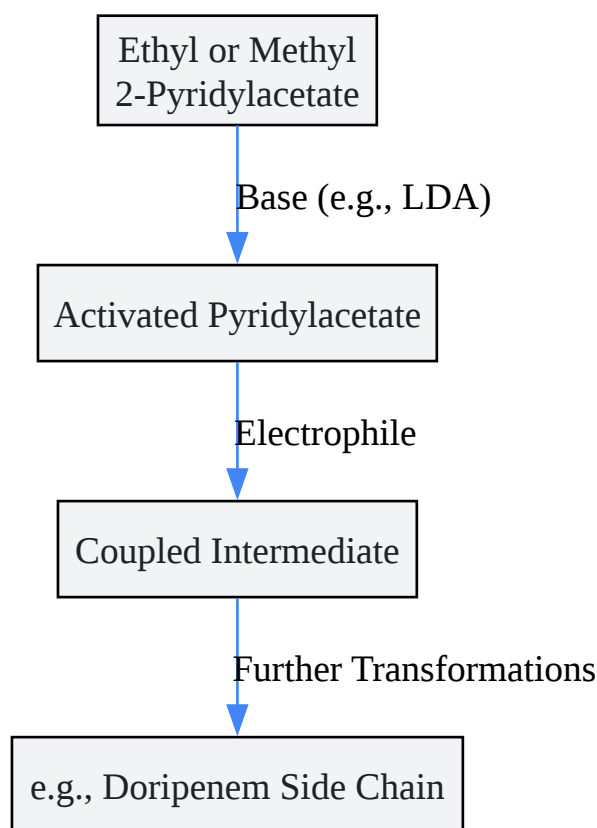 Ethyl or Methyl
2-Pyridylacetate
Base (e.g., LDA)
Activated Pyridylacetate
Electrophile
Coupled Intermediate
Further Transformations
e.g., Doripenem Side Chain